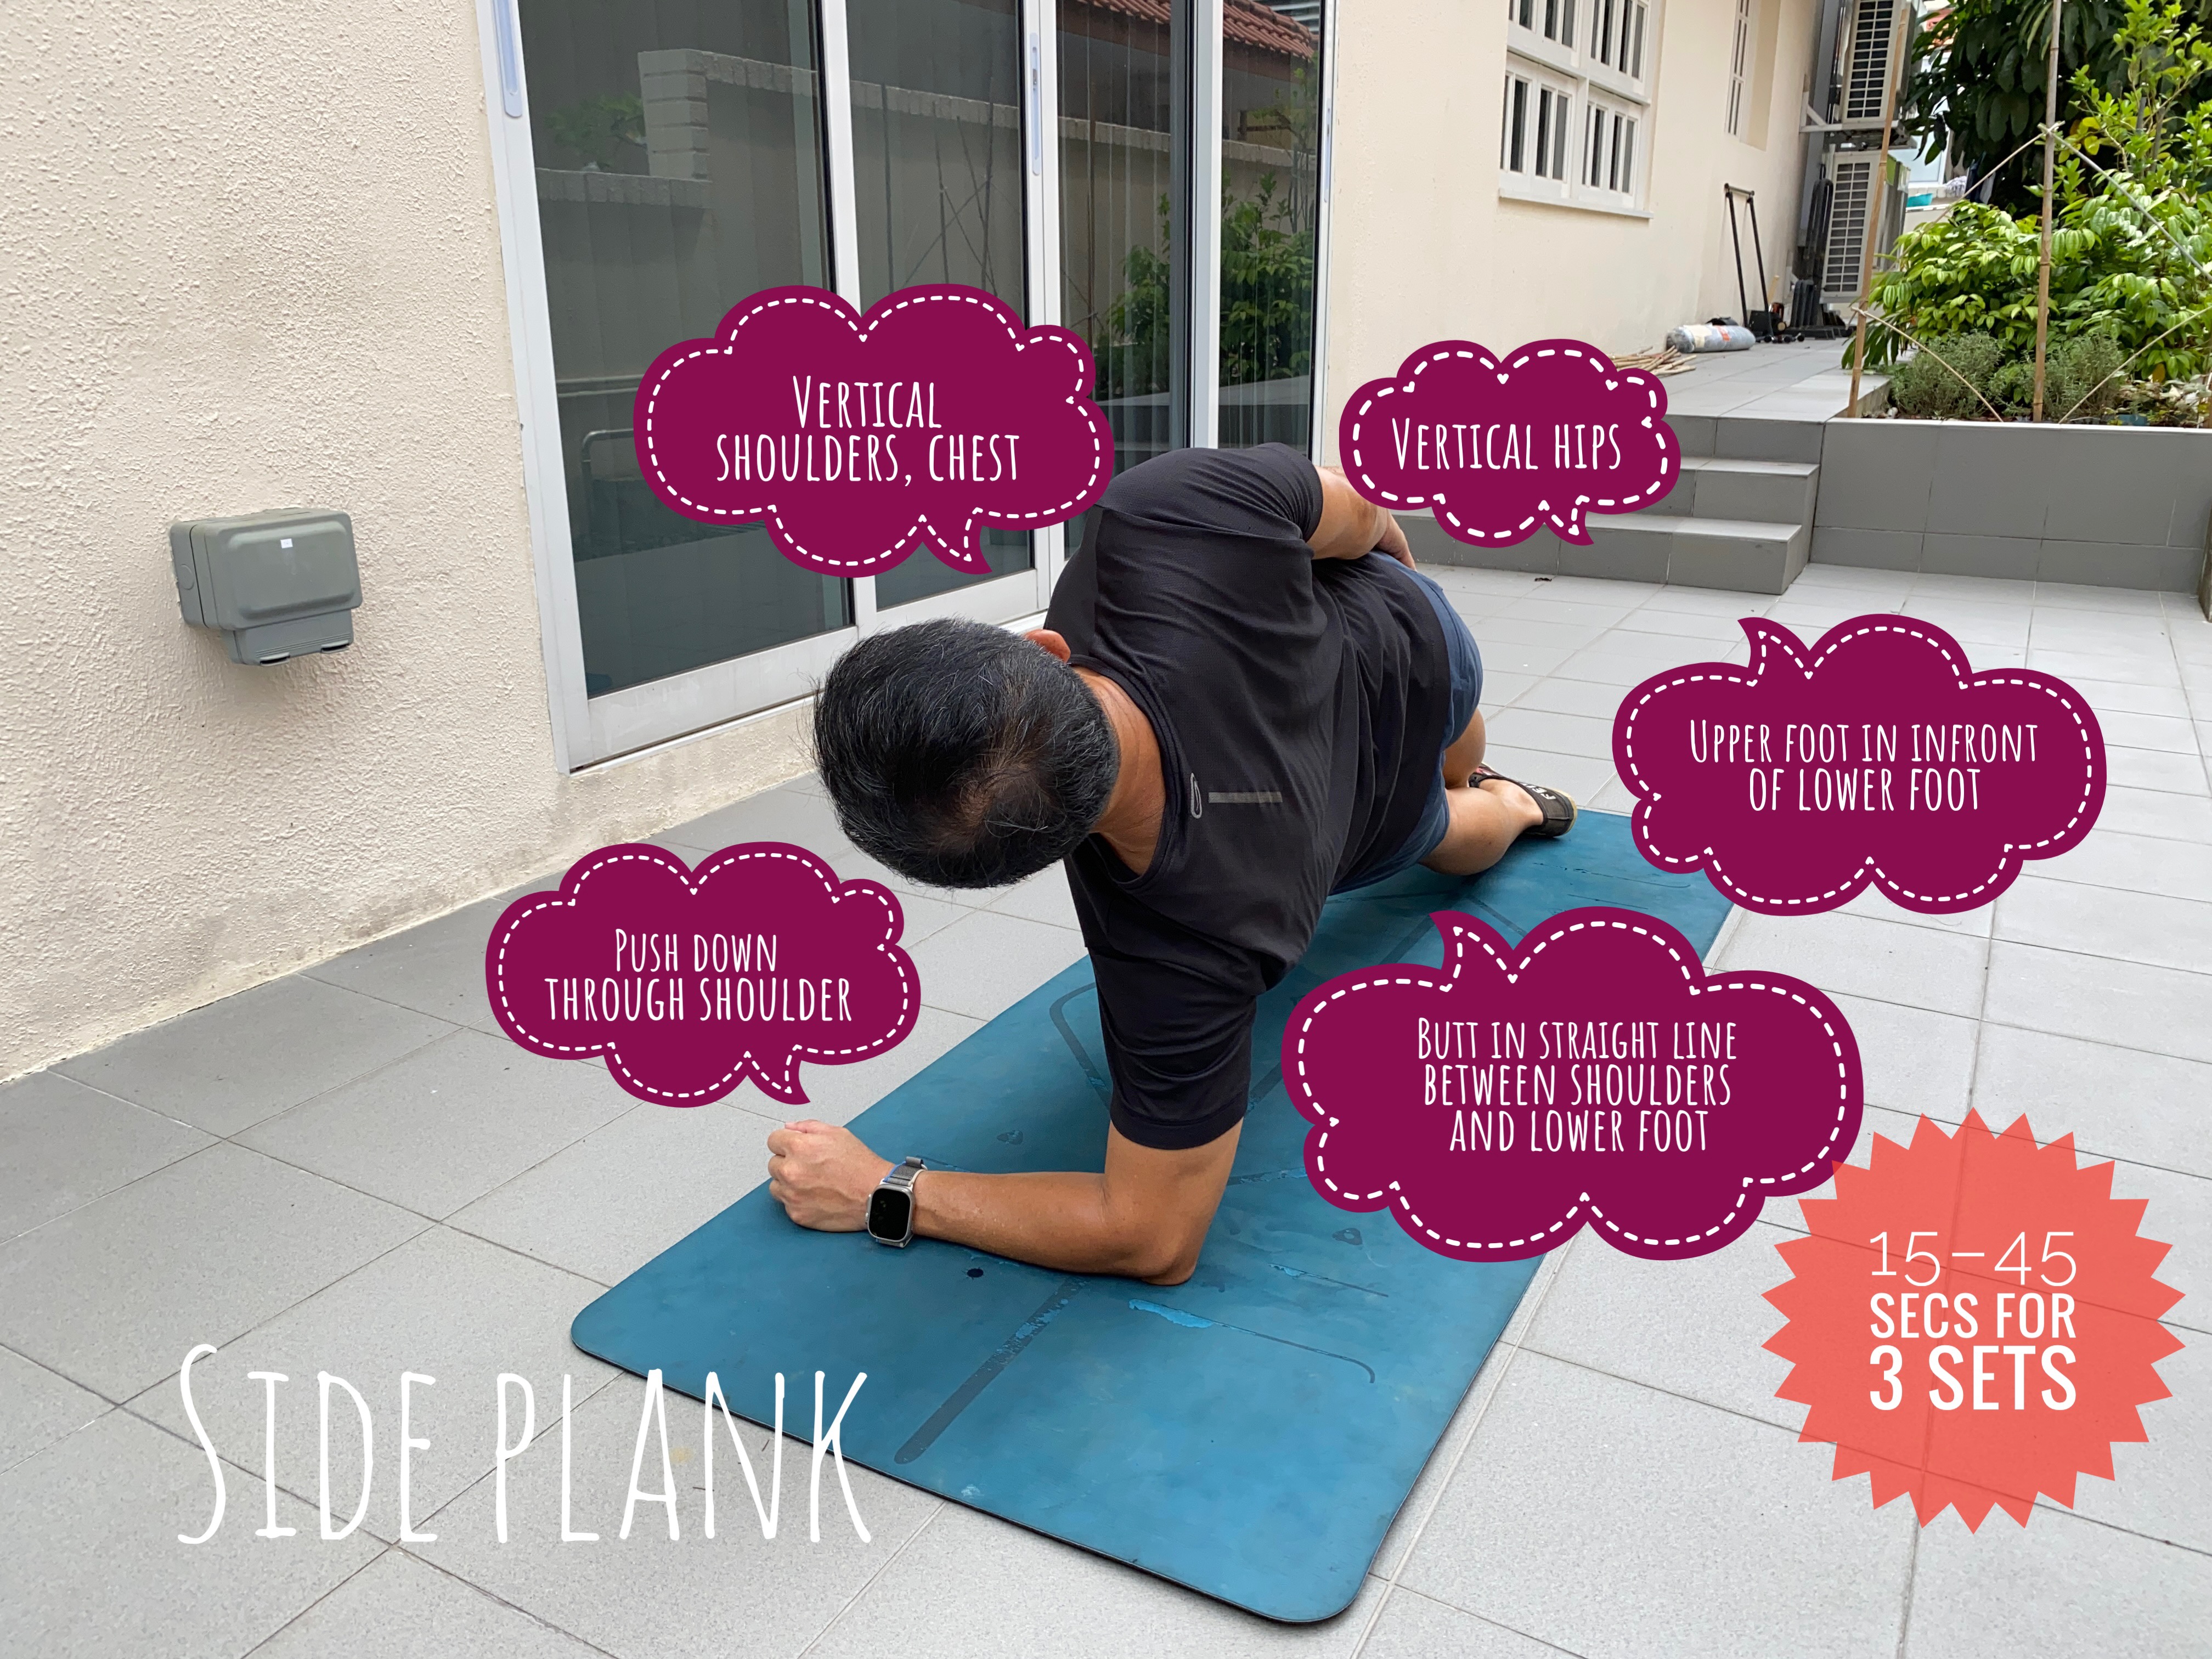 Vertical
shoulders, chest
Vertical hips
Upper foot in infront
of lower foot
Push down
through shoulder
Butt in straight line
between shoulders
and lower foot
15-45
SECS FOR
3 SETS
Side plank